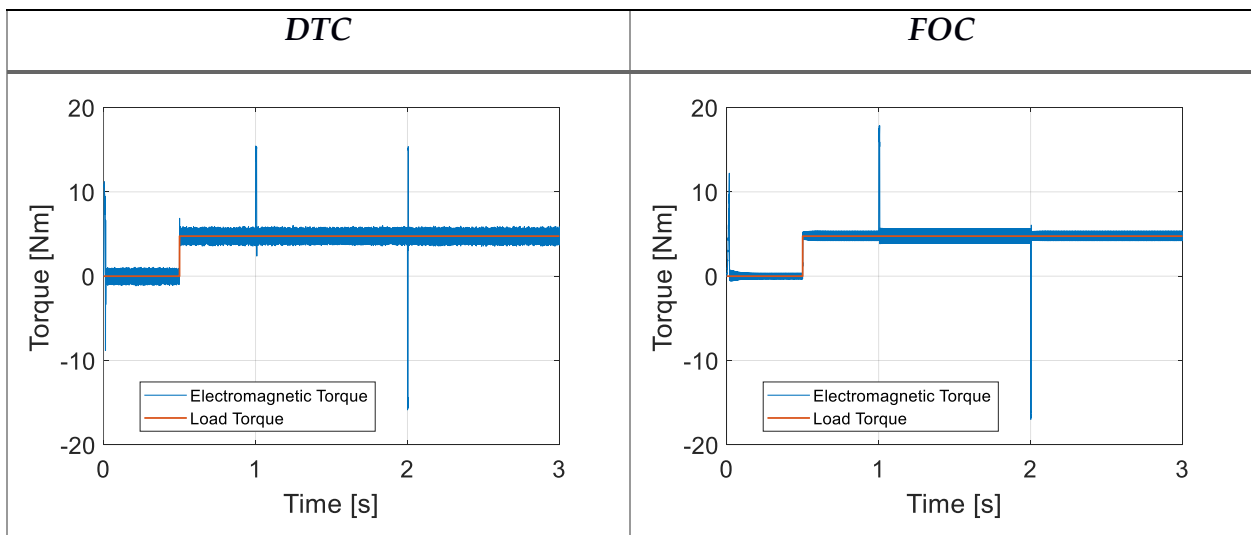 DTC
FOC
20
10
0
-10
-20
Torque [Nm]
Electromagnetic Torque
Load Torque
0
1
2
3
Time [s]
20
10
0
-10
-20
Torque [Nm]
Electromagnetic Torque
Load Torque
0
1
2
3
Time [s]